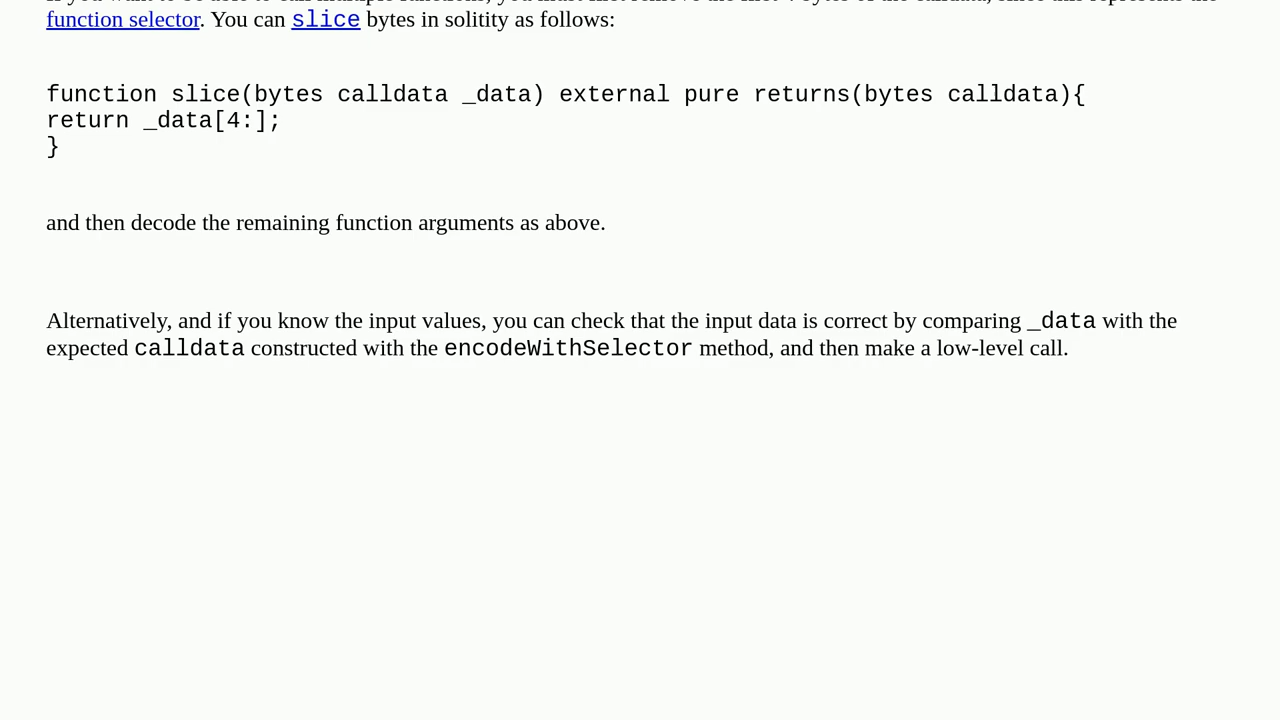 function selector. You can slice bytes in solitity as follows:
function slice(bytes calldata _data) external pure returns(bytes calldata){
return _data[4:];
}
and then decode the remaining function arguments as above.
Alternatively, and if you know the input values, you can check that the input data is correct by comparing _data with the
expected calldata constructed with the encodeWithSelector method, and then make a low-level call.